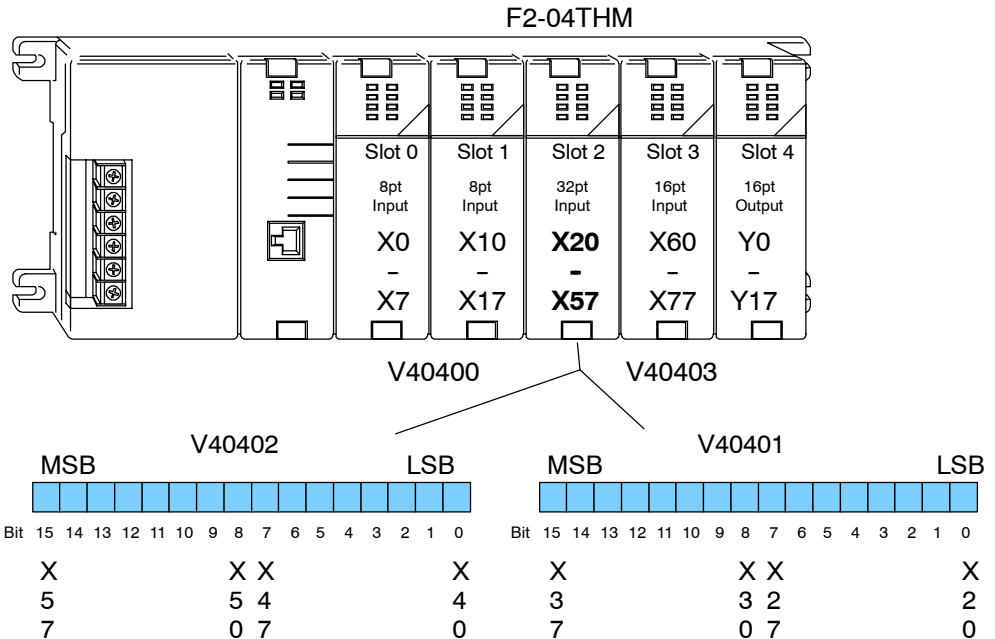 F2-04THM
Slot 0 Slot 1 Slot 2 Slot 3 Slot 4
8pt 8pt 32pt 16pt 16pt
Input Input Input Input Output
X0 X10 X20 X60 Y0
- - - - -
X7 X17 X57 X77 Y17
V40400 V40403
V40402 V40401
MSB LSB MSB LSB
Bit 15 14 13 12 11 10 9 8 7 6 5 4 3 2 1 0 Bit 15 14 13 12 11 10 9 8 7 6 5 4 3 2 1 0
X X X X X X X X
5 5 4 4 3 3 2 2
7 0 7 0 7 0 7 0